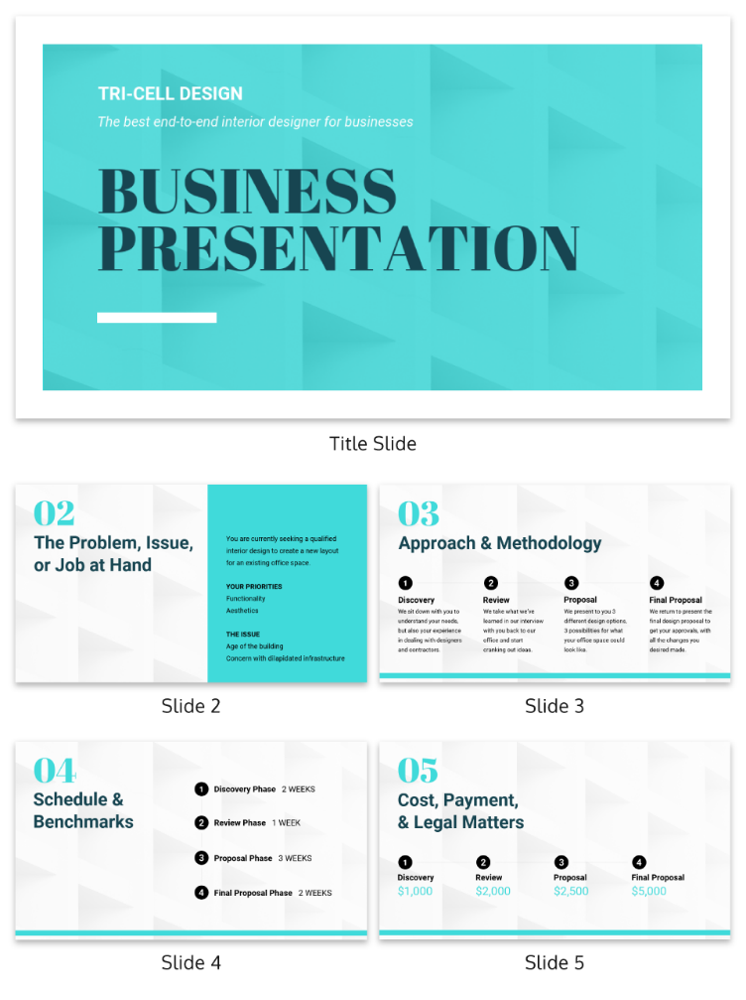 TRI-CELL DESIGN
The best end-to-end interior designer for businesses
BUSINESS
PRESENTATION
Title Slide
02
The Problem, Issue,
or Job at Hand
You are currently seeking a qualified
interior design to create a new layout
for an existing office space.
YOUR PRIORITIES
Functionality
Aesthetics
THE ISSUE
Age of the building
Concern with dilapidated infrastructure
Slide 2
03
Approach & Methodology
1
Discovery
We sit down with you to
understand your needs,
but also your experience
in dealing with designers
and contractors.
2
Review
We take what we've
learned in our interview
with you back to our
office and start
cranking out ideas.
3
Proposal
We present to you 3
different design options,
3 possibilities for what
your office space could
look like.
4
Final Proposal
We return to present the
final design proposal to
get your approvals, with
all the changes you
desired made.
Slide 3
04
Schedule &
Benchmarks
1 Discovery Phase 2 WEEKS
2 Review Phase 1 WEEK
3 Proposal Phase 3 WEEKS
4 Final Proposal Phase 2 WEEKS
Slide 4
05
Cost, Payment,
& Legal Matters
1
Discovery
$1,000
2
Review
$2,000
3
Proposal
$2,500
4
Final Proposal
$5,000
Slide 5